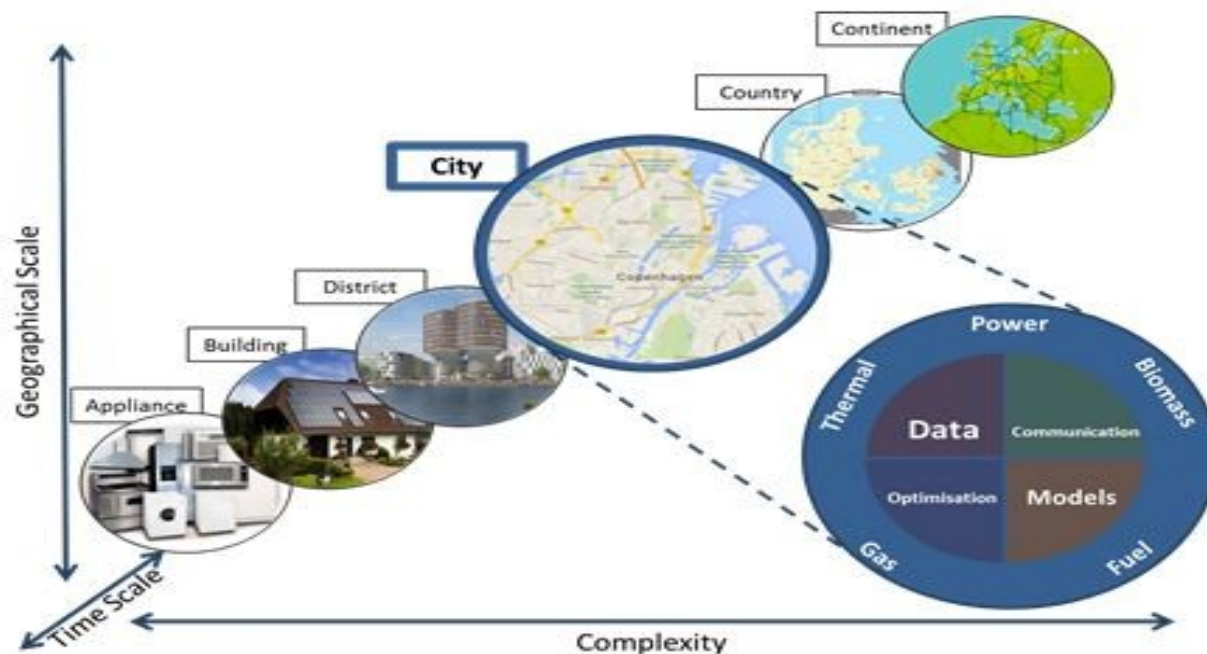 Continent
Country
City
District
Building
Appliance
Geographical Scale
Time Scale
Complexity
Copenhagen
Power
Thermal
Biomass
Data
Communication
Optimisation
Models
Gas
Fuel